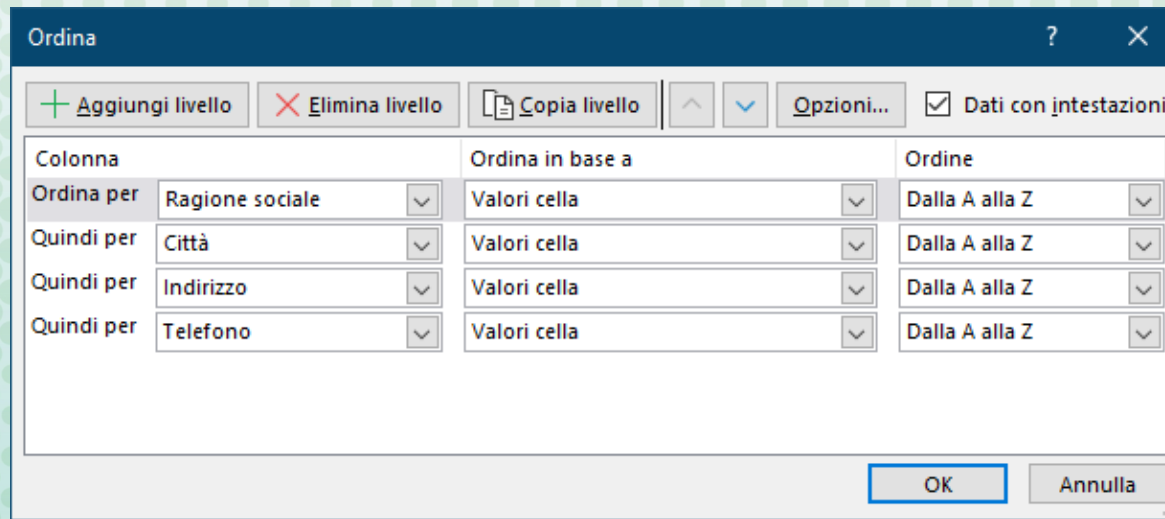 Ordina ?
Aggiungi livello Elimina livello Copia livello Opzioni... Dati con intestazioni
Colonna Ordina in base a Ordine
Ordina per Ragione sociale Valori cella Dalla A alla Z
Quindi per Città Valori cella Dalla A alla Z
Quindi per Indirizzo Valori cella Dalla A alla Z
Quindi per Telefono Valori cella Dalla A alla Z
OK Annulla